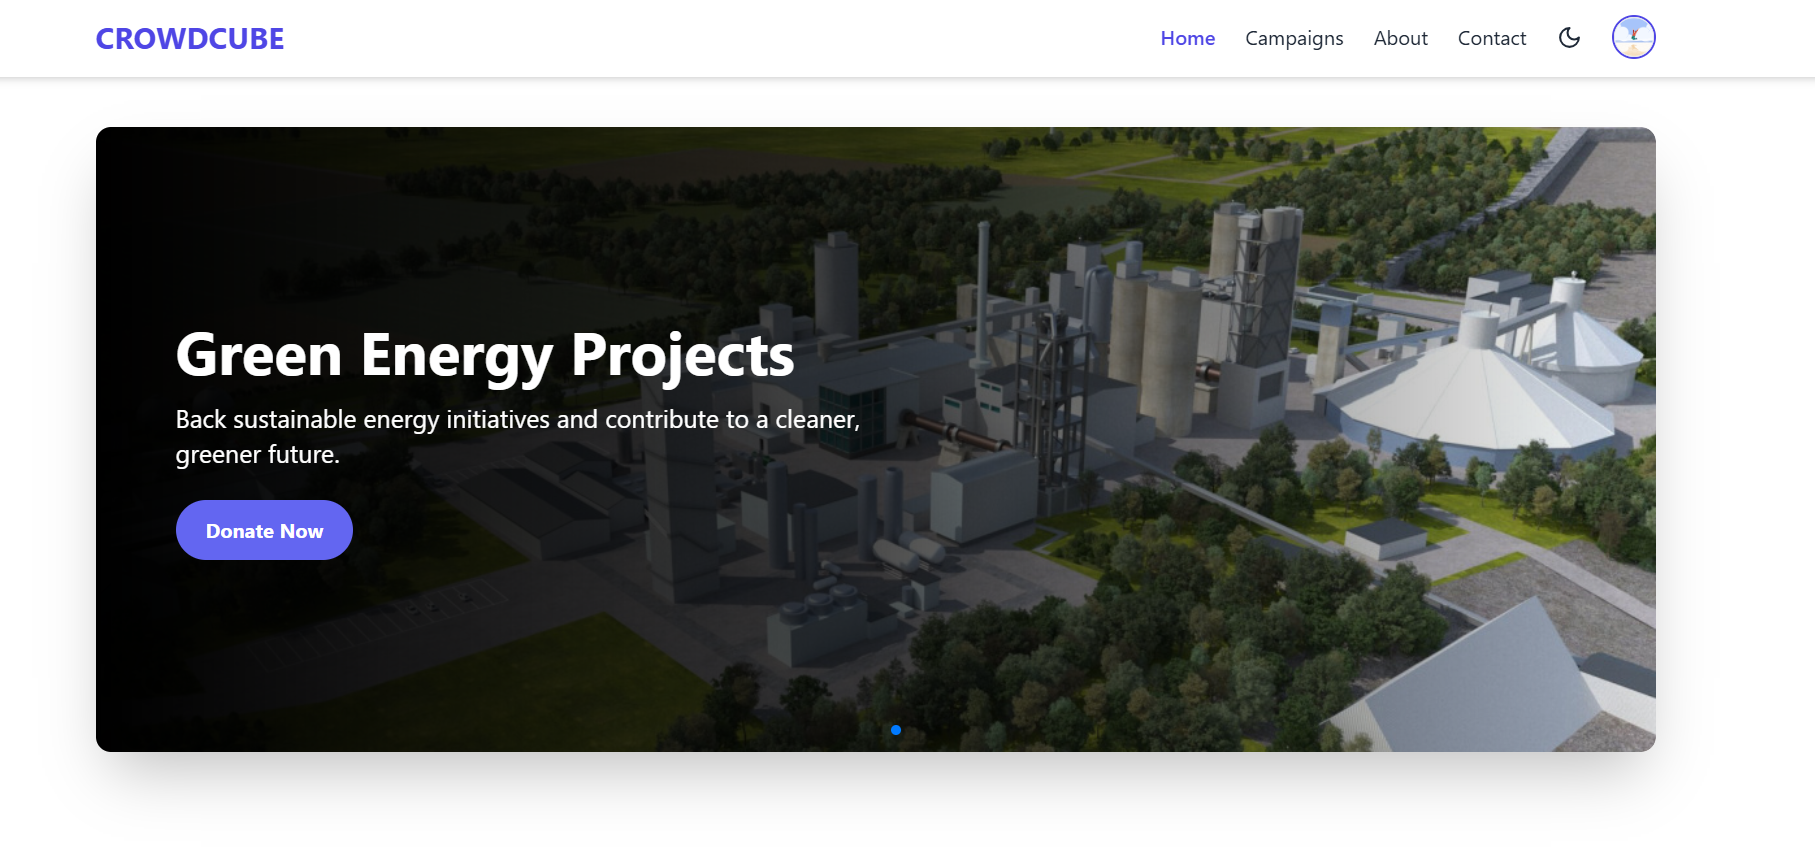 CROWDCUBE
Home
Campaigns
About
Contact
Green Energy Projects
Back sustainable energy initiatives and contribute to a cleaner,
greener future.
Donate Now